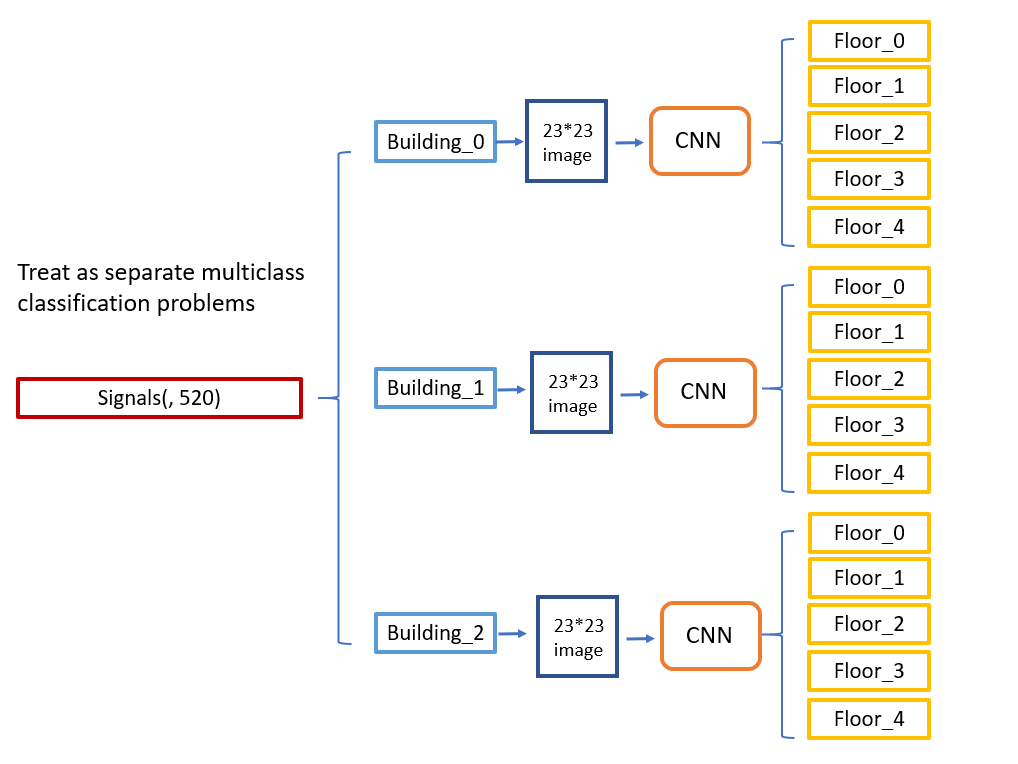 Treat as separate multiclass
classification problems
Signals(, 520)
Building_0
23*23
image
CNN
Floor_0
Floor_1
Floor_2
Floor_3
Floor_4
Building_1
23*23
image
CNN
Floor_0
Floor_1
Floor_2
Floor_3
Floor_4
Building_2
23*23
image
CNN
Floor_0
Floor_1
Floor_2
Floor_3
Floor_4